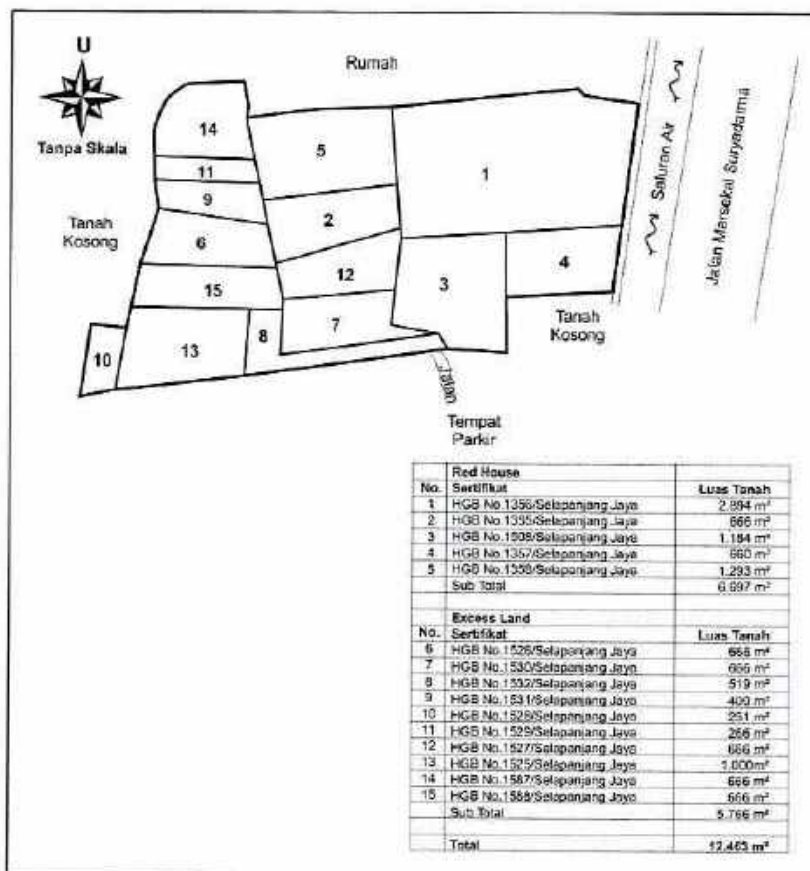 U
Tanpa Skala
Rumah
Tanah
Kosong
14
11
9
6
15
10
13
8
5
2
12
7
1
3
4
Saluran Air
Jalan Marsekal Suryadarma
Tanah
Kosong
Tempat
Parkir
Red House
No. Sertifikat Luas Tanah
1 HGB No.1356/Selapanjang Jaya 2.894 m²
2 HGB No.1355/Selapanjang Jaya 666 m²
3 HGB No.1508/Selapanjang Jaya 1.184 m²
4 HGB No.1357/Selapanjang Jaya 660 m²
5 HGB No.1358/Selapanjang Jaya 1.293 m²
Sub Total 6.697 m²
Excess Land
No. Sertifikat Luas Tanah
6 HGB No.1526/Selapanjang Jaya 666 m²
7 HGB No.1530/Selapanjang Jaya 666 m²
8 HGB No.1532/Selapanjang Jaya 519 m²
9 HGB No.1531/Selapanjang Jaya 400 m²
10 HGB No.1528/Selapanjang Jaya 251 m²
11 HGB No.1529/Selapanjang Jaya 266 m²
12 HGB No.1527/Selapanjang Jaya 666 m²
13 HGB No.1525/Selapanjang Jaya 1.000m²
14 HGB No.1587/Selapanjang Jaya 666 m²
15 HGB No.1588/Selapanjang Jaya 666 m²
Sub Total 5.766 m²
Total 12.463 m²